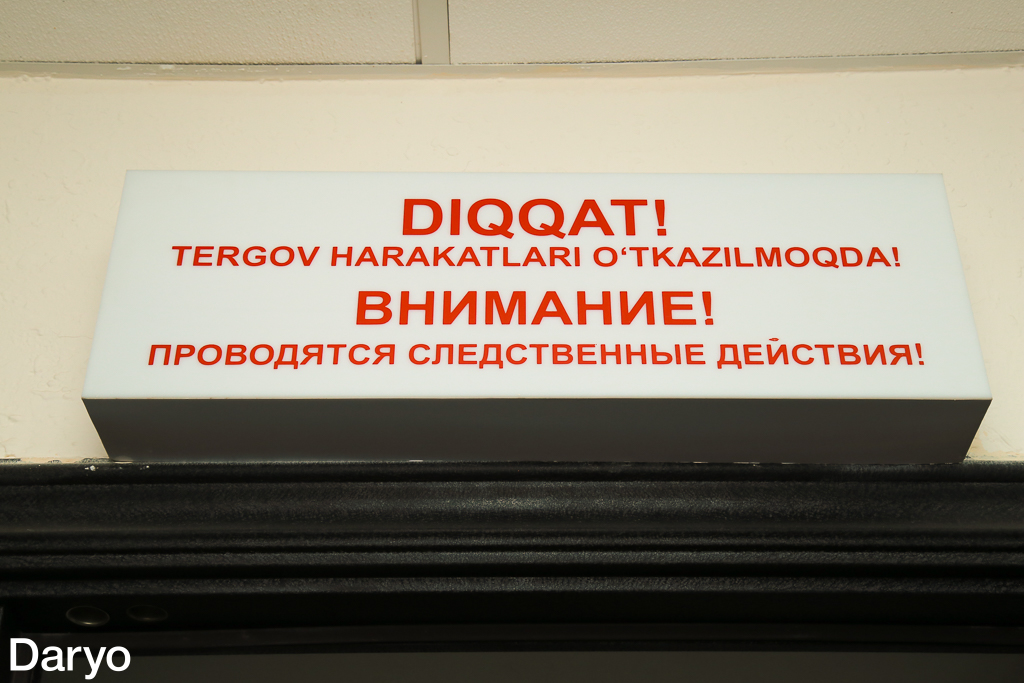 DIQQAT!
TERGOV HARAKATLARI O‘TKAZILMOQDA!
ВНИМАНИЕ!
ПРОВОДЯТСЯ СЛЕДСТВЕННЫЕ ДЕЙСТВИЯ!
Daryo